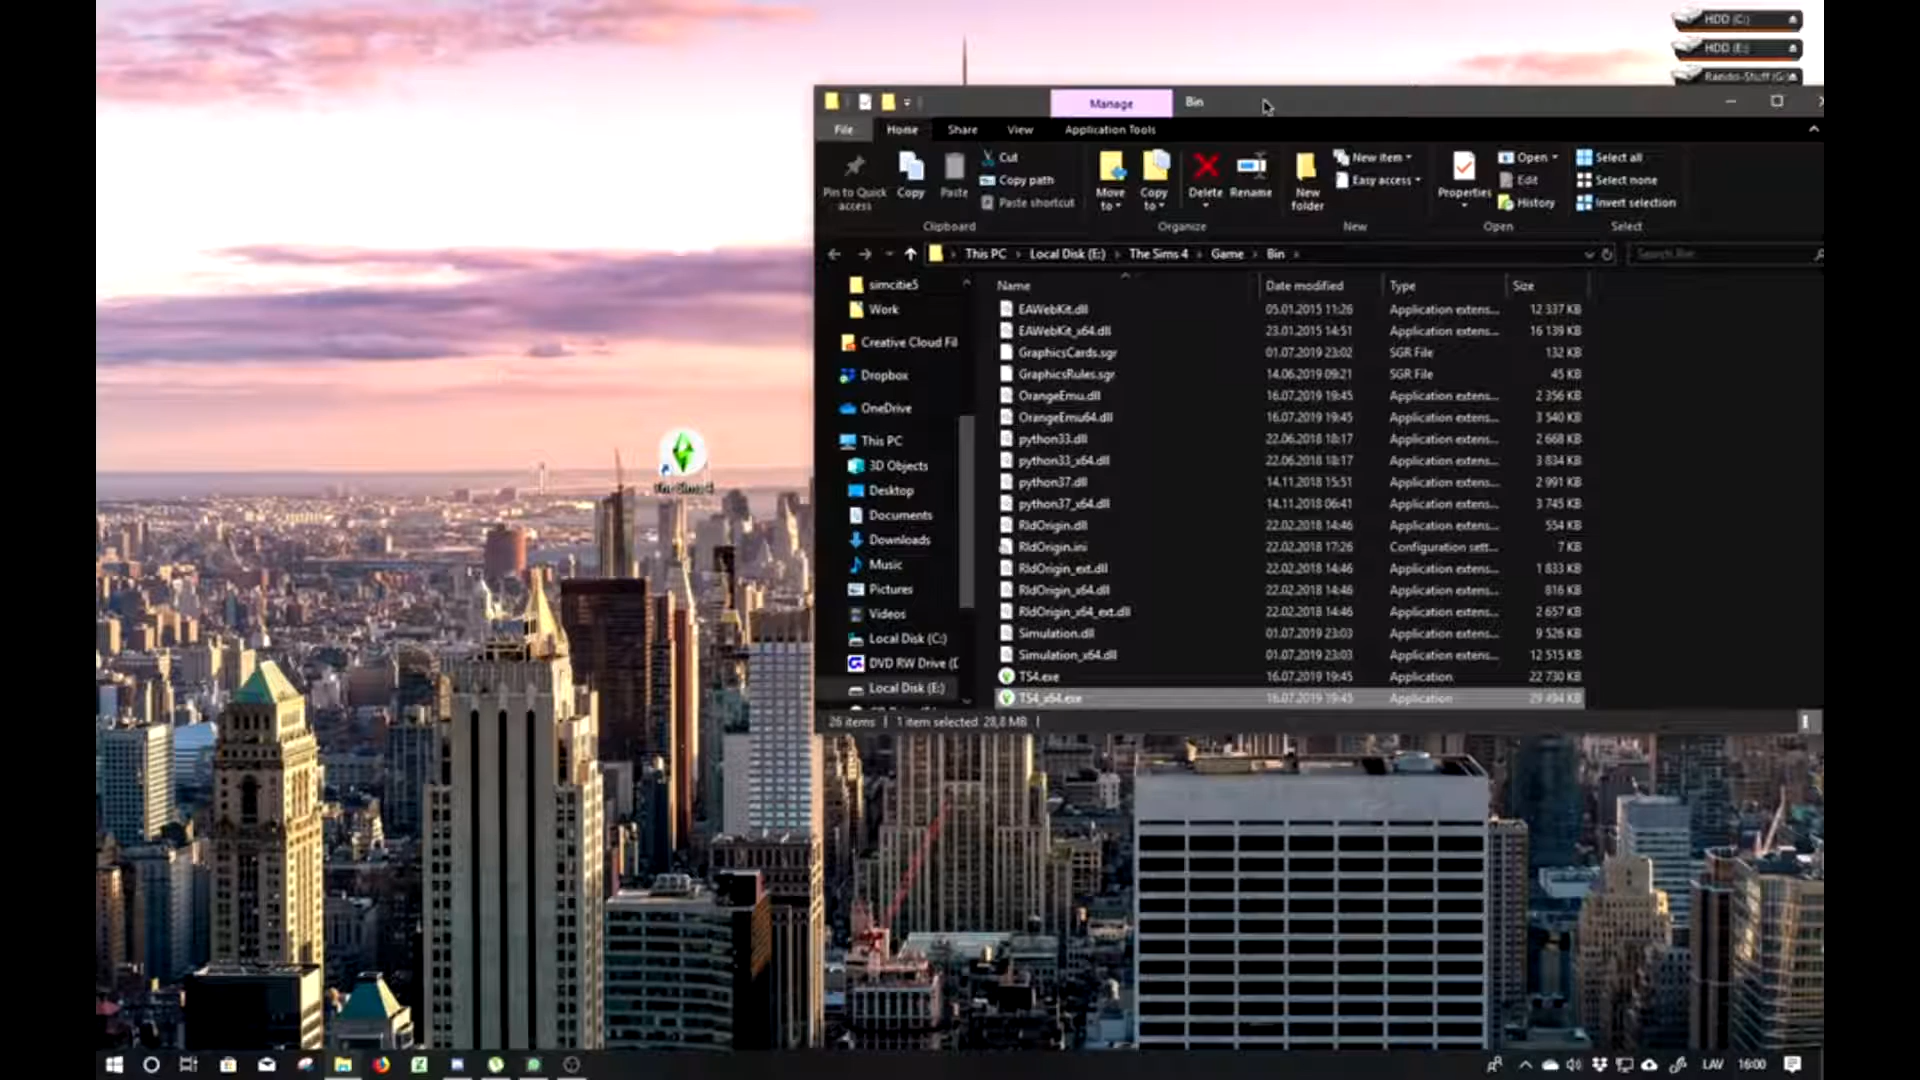 HDD (C:)
HDD (E:)
Manage
Bin
File
Home
Share
View
Application Tools
Pin to Quick access
Copy
Paste
Cut
Copy path
Paste shortcut
Move to
Copy to
Delete
Rename
New folder
New item
Easy access
Properties
Open
Edit
History
Select all
Select none
Invert selection
Clipboard
Organize
New
Open
Select
This PC
Local Disk (E:)
The Sims 4
Game
Bin
Search Bin
simcitie5
Work
Creative Cloud Fil
Dropbox
OneDrive
This PC
3D Objects
Desktop
Documents
Downloads
Music
Pictures
Videos
Local Disk (C:)
DVD RW Drive (D
Local Disk (E:)
Name Date modified Type Size
EAWebKit.dll 05.01.2015 11:26 Application extens... 12 337 KB
EAWebKit_x64.dll 23.01.2015 14:51 Application extens... 16 139 KB
GraphicsCards.sgr 01.07.2019 23:02 SGR File 132 KB
GraphicsRules.sgr 14.06.2019 09:21 SGR File 45 KB
OrangeEmu.dll 16.07.2019 19:45 Application extens... 2 356 KB
OrangeEmu64.dll 16.07.2019 19:45 Application extens... 3 540 KB
python33.dll 22.06.2018 18:17 Application extens... 2 668 KB
python33_x64.dll 22.06.2018 18:17 Application extens... 3 834 KB
python37.dll 14.11.2018 15:51 Application extens... 2 991 KB
python37_x64.dll 14.11.2018 06:41 Application extens... 3 745 KB
RldOrigin.dll 22.02.2018 14:46 Application extens... 554 KB
RldOrigin.ini 22.02.2018 17:26 Configuration sett... 7 KB
RldOrigin_ext.dll 22.02.2018 14:46 Application extens... 1 833 KB
RldOrigin_x64.dll 22.02.2018 14:46 Application extens... 816 KB
RldOrigin_x64_ext.dll 22.02.2018 14:46 Application extens... 2 657 KB
Simulation.dll 01.07.2019 23:03 Application extens... 9 526 KB
Simulation_x64.dll 01.07.2019 23:03 Application extens... 12 515 KB
TS4.exe 16.07.2019 19:45 Application 22 730 KB
TS4_x64.exe 16.07.2019 19:45 Application 29 494 KB
26 items 1 item selected 28,8 MB
The Sims 4
LAV 16:00